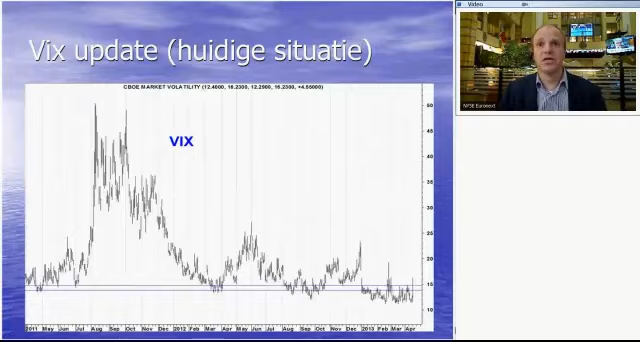 Vix update (huidige situatie)
CBOE MARKET VOLATILITY (12.4000, 16.2300, 12.2900, 16.2300, +4.55000)
VIX
50
45
40
35
30
25
20
15
10
2011 May Jun Jul Aug Sep Oct Nov Dec 2012 Feb Mar Apr May Jun Jul Aug Sep Oct Nov Dec 2013 Feb Mar Apr
Video
NYSE Euronext